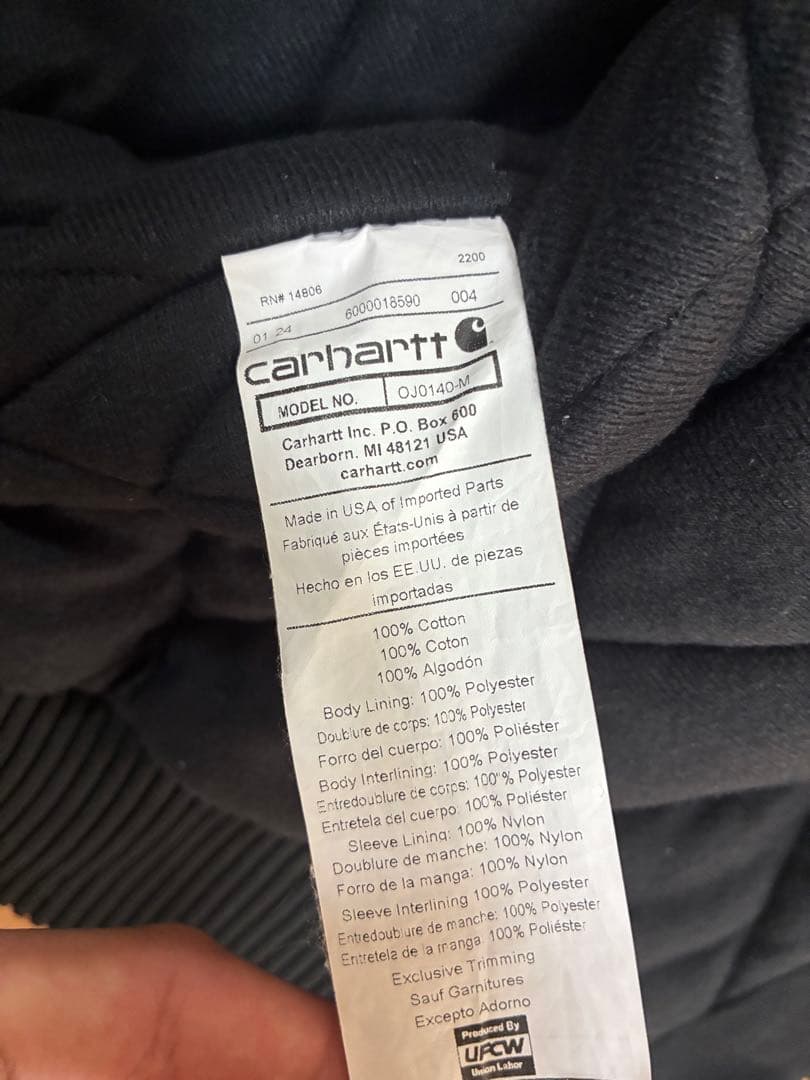 2200
RN# 14806
6000018590 004
01 24
carhartt
MODEL NO. OJ0140-M
Carhartt Inc. P.O. Box 600
Dearborn. MI 48121 USA
carhartt.com
Made in USA of Imported Parts
Fabriqué aux États-Unis à partir de
pièces importées
Hecho en los EE.UU. de piezas
importadas
100% Cotton
100% Coton
100% Algodón
Body Lining: 100% Polyester
Doublure de corps: 100% Polyester
Forro del cuerpo: 100% Poliéster
Body Interlining: 100% Polyester
Entredoublure de corps: 100% Polyester
Entretela del cuerpo 100% Poliéster
Sleeve Lining: 100% Nylon
Doublure de manche: 100% Nylon
Forro de la manga: 100% Nylon
Sleeve Interlining 100% Polyester
Entredoublure de manche: 100% Polyester
Entretela de la manga 100% Poliéster
Exclusive Trimming
Sauf Garnitures
Excepto Adorno
Produced By
UFCW
Union Labor